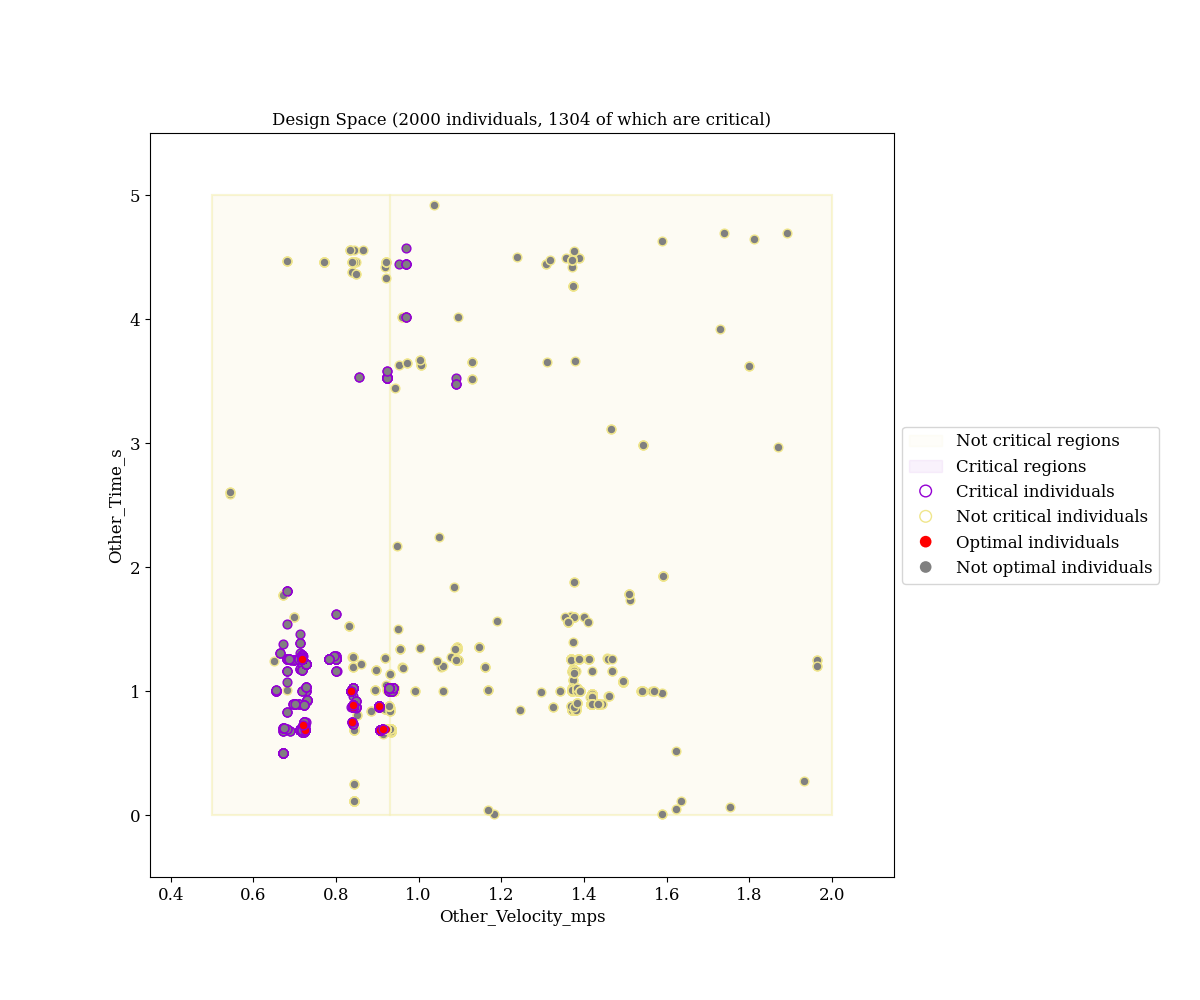 Design Space (2000 individuals, 1304 of which are critical)
5
4
3
2
1
0
Other_Time_s
0.4 0.6 0.8 1.0 1.2 1.4 1.6 1.8 2.0
Other_Velocity_mps
Not critical regions
Critical regions
Critical individuals
Not critical individuals
Optimal individuals
Not optimal individuals